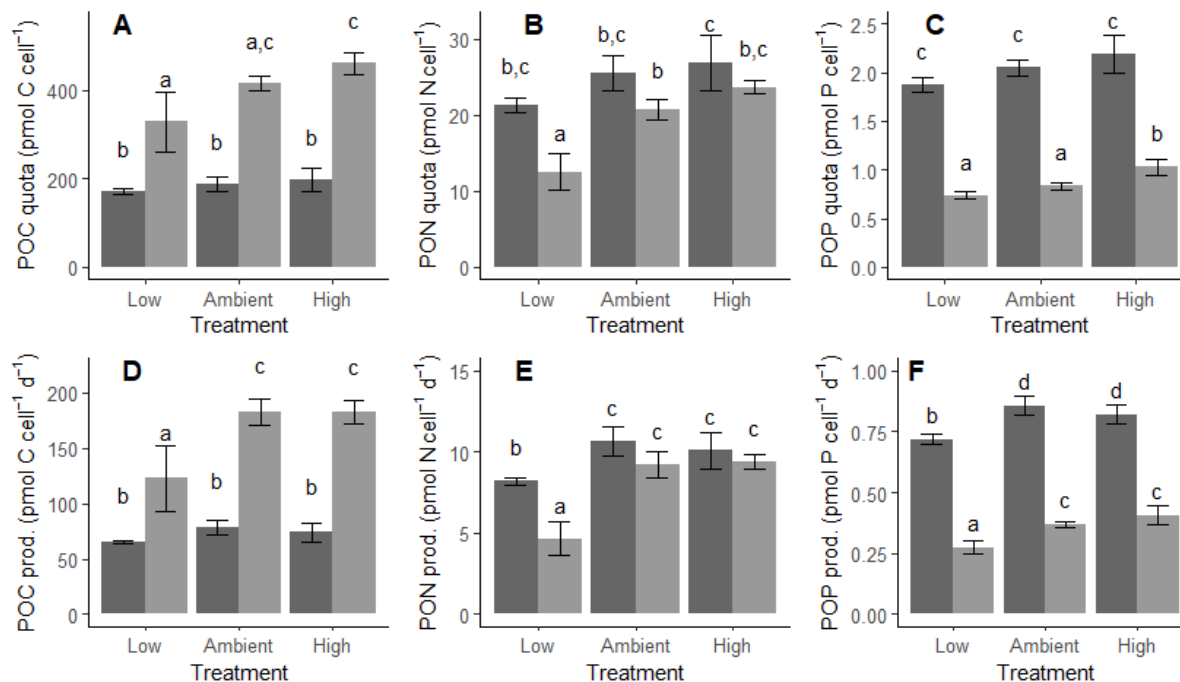 A
POC quota (pmol C cell⁻¹)
400
200
0
b
a
b
a,c
b
c
Low
Ambient
High
Treatment
B
PON quota (pmol N cell⁻¹)
30
20
10
0
b,c
a
b,c
b
c
b,c
Low
Ambient
High
Treatment
C
POP quota (pmol P cell⁻¹)
2.5
2.0
1.5
1.0
0.5
0.0
c
a
c
a
c
b
Low
Ambient
High
Treatment
D
POC prod. (pmol C cell⁻¹ d⁻¹)
200
150
100
50
0
b
a
b
c
b
c
Low
Ambient
High
Treatment
E
PON prod. (pmol N cell⁻¹ d⁻¹)
15
10
5
0
b
a
c
c
c
c
Low
Ambient
High
Treatment
F
POP prod. (pmol P cell⁻¹ d⁻¹)
1.00
0.75
0.50
0.25
0.00
b
a
d
c
d
c
Low
Ambient
High
Treatment